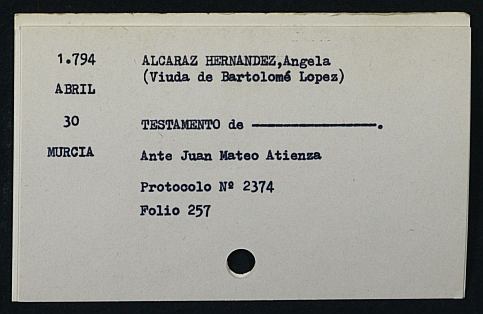 1.794 ALCARAZ HERNANDEZ,Angela
(Viuda de Bartolomé Lopez)
ABRIL
30 TESTAMENTO de ————————.
MURCIA Ante Juan Mateo Atienza
Protocolo Nº 2374
Folio 257